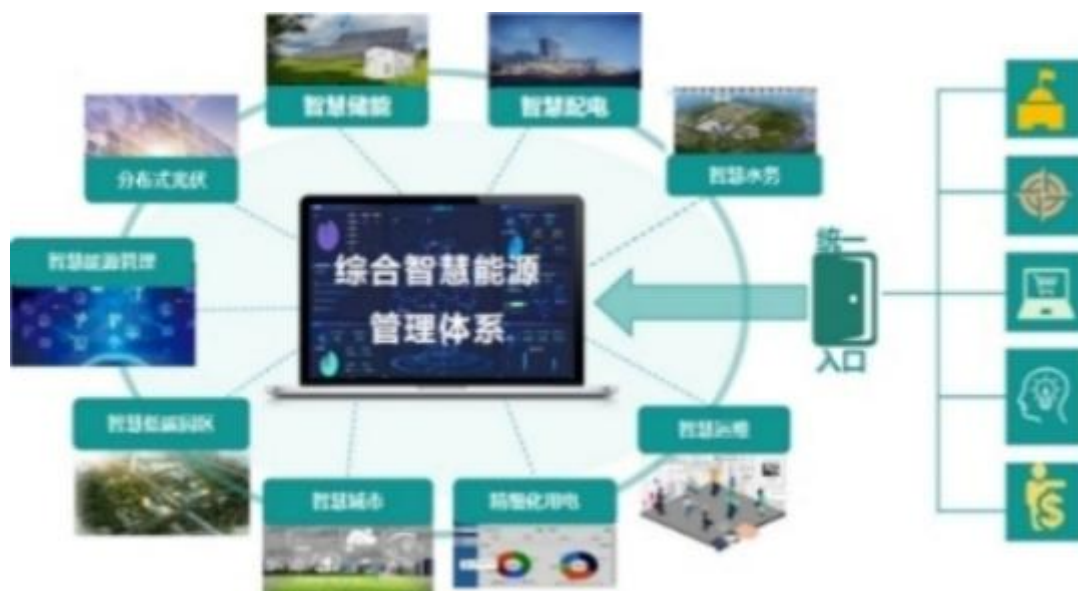 智慧储能
智慧配电
分布式光伏
智慧水务
智慧能源管理
综合智慧能源
管理体系
统一
入口
智慧低碳园区
智慧运维
智慧城市
精细化用电